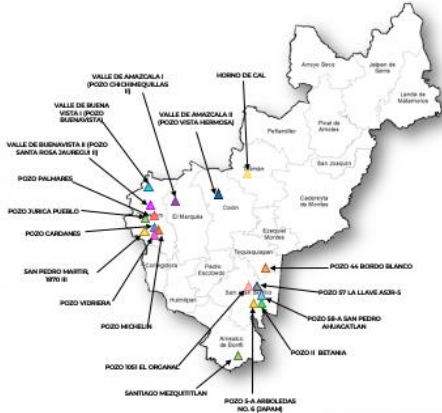 Arroyo Seco
Jalpan de Serra
Landa de Matamoros
VALLE DE AMAZCALA I
(POZO CHICHIMEQUILLAS
II)
HORNO DE CAL
VALLE DE BUENA
VISTA I (POZO
BUENAVISTA)
VALLE DE AMAZCALA II
(POZO VISTA HERMOSA)
Pinal de
Amoles
Peñamiller
VALLE DE BUENAVISTA II (POZO
SANTA ROSA JAUREGUI II)
San Joaquín
POZO PALMARES
Cadereyta
de Montes
POZO JURICA PUEBLO
El Marqués
Colón
POZO CARDANES
Ezequiel
Montes
SAN PEDRO MARTIR,
1870 III
Corregidora
Pedro
Escobedo
Tequisquiapan
POZO 44 BORDO BLANCO
POZO VIDRIERA
POZO 57 LA LLAVE ASJR-5
Huimilpan
POZO MICHELIN
POZO 58-A SAN PEDRO
AHUACATLAN
Amealco
de Bonfil
POZO 1051 EL ORGANAL
POZO II BETANIA
SANTIAGO MEZQUITITLAN
POZO 5-A ARBOLEDAS
NO. 6 (JAPAM)